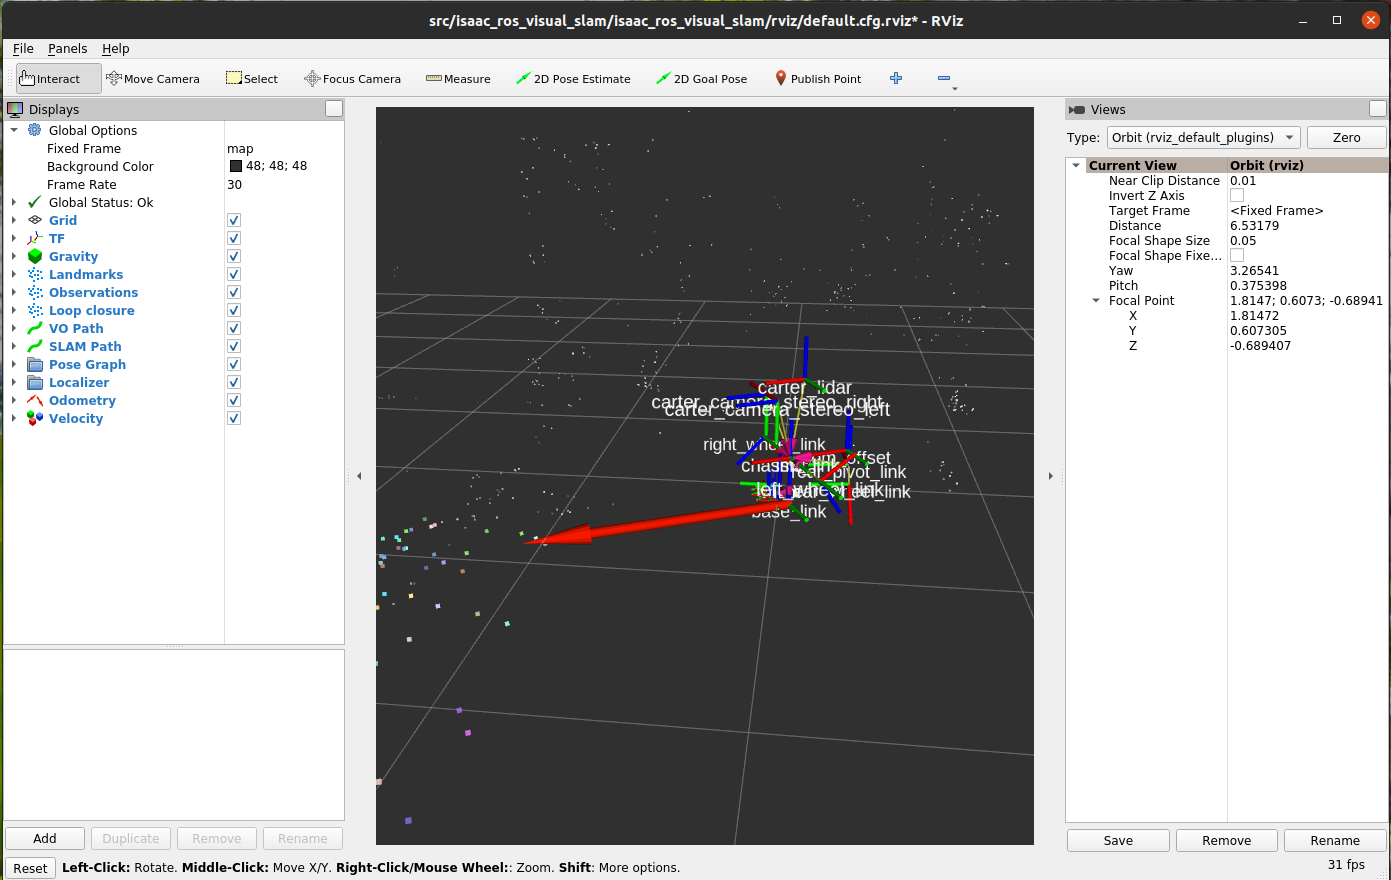 src/isaac_ros_visual_slam/isaac_ros_visual_slam/rviz/default.cfg.rviz* - RViz
File Panels Help
Interact Move Camera Select Focus Camera Measure 2D Pose Estimate 2D Goal Pose Publish Point
Displays
Global Options
Fixed Frame map
Background Color 48; 48; 48
Frame Rate 30
Global Status: Ok
Grid
TF
Gravity
Landmarks
Observations
Loop closure
VO Path
SLAM Path
Pose Graph
Localizer
Odometry
Velocity
Add Duplicate Remove Rename
carter_lidar
carter_camera_stereo_right
carter_camera_stereo_left
right_wheel_link
offset
rear_pivot_link
left_wheel_link
base_link
Views
Type: Orbit (rviz_default_plugins) Zero
Current View Orbit (rviz)
Near Clip Distance 0.01
Invert Z Axis
Target Frame <Fixed Frame>
Distance 6.53179
Focal Shape Size 0.05
Focal Shape Fixe...
Yaw 3.26541
Pitch 0.375398
Focal Point 1.8147; 0.6073; -0.68941
X 1.81472
Y 0.607305
Z -0.689407
Save Remove Rename
Reset Left-Click: Rotate. Middle-Click: Move X/Y. Right-Click/Mouse Wheel:: Zoom. Shift: More options.
31 fps